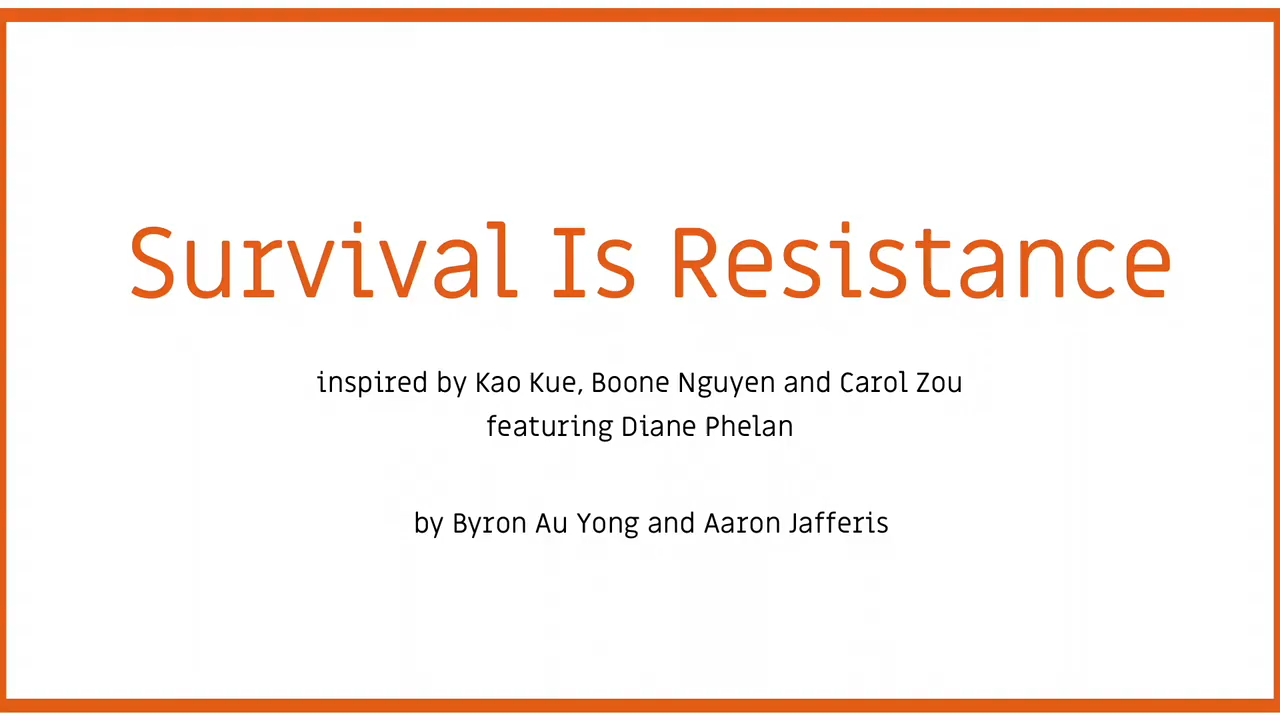 Survival Is Resistance
inspired by Kao Kue, Boone Nguyen and Carol Zou
featuring Diane Phelan
by Byron Au Yong and Aaron Jafferis